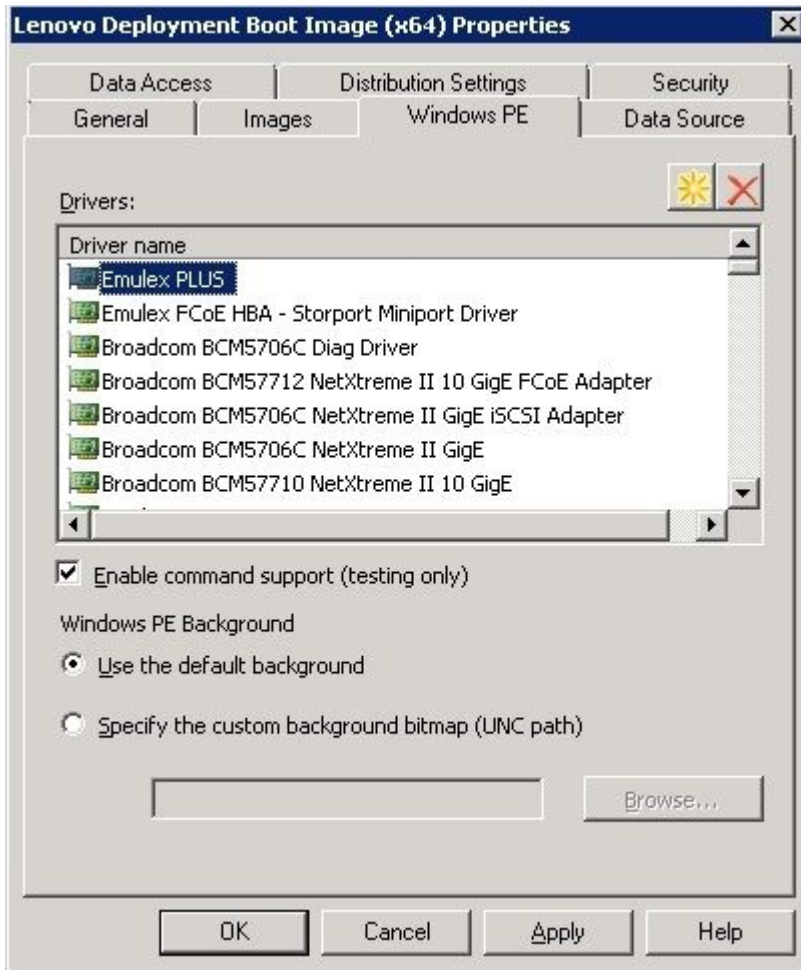 Lenovo Deployment Boot Image (x64) Properties
Data Access Distribution Settings Security
General Images Windows PE Data Source
Drivers:
Driver name
Emulex PLUS
Emulex FCoE HBA - Storport Miniport Driver
Broadcom BCM5706C Diag Driver
Broadcom BCM57712 NetXtreme II 10 GigE FCoE Adapter
Broadcom BCM5706C NetXtreme II GigE iSCSI Adapter
Broadcom BCM5706C NetXtreme II GigE
Broadcom BCM57710 NetXtreme II 10 GigE
Enable command support (testing only)
Windows PE Background
Use the default background
Specify the custom background bitmap (UNC path)
Browse...
OK Cancel Apply Help